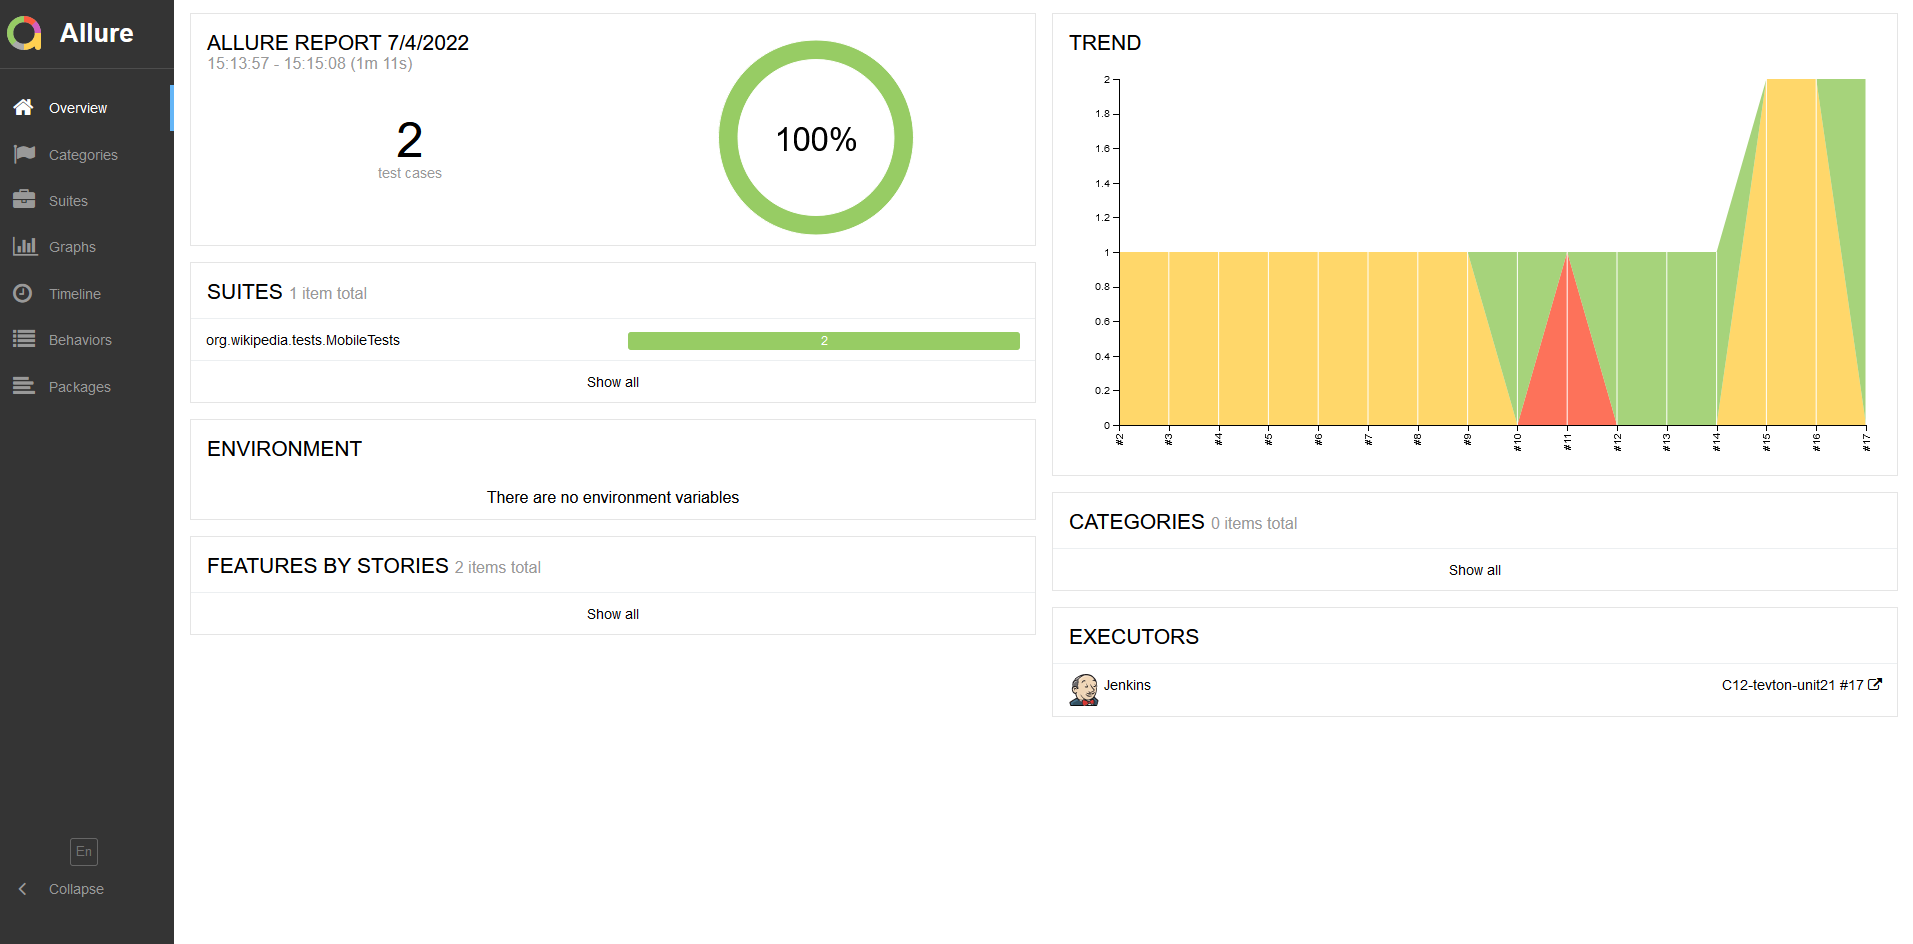 Allure
Overview
Categories
Suites
Graphs
Timeline
Behaviors
Packages
En
Collapse
ALLURE REPORT 7/4/2022
15:13:57 - 15:15:08 (1m 11s)
2
test cases
100%
SUITES 1 item total
org.wikipedia.tests.MobileTests 2
Show all
ENVIRONMENT
There are no environment variables
FEATURES BY STORIES 2 items total
Show all
TREND
2
1.8
1.6
1.4
1.2
1
0.8
0.6
0.4
0.2
0
#2 #3 #4 #5 #6 #7 #8 #9 #10 #11 #12 #13 #14 #15 #16 #17
CATEGORIES 0 items total
Show all
EXECUTORS
Jenkins C12-tevton-unit21 #17